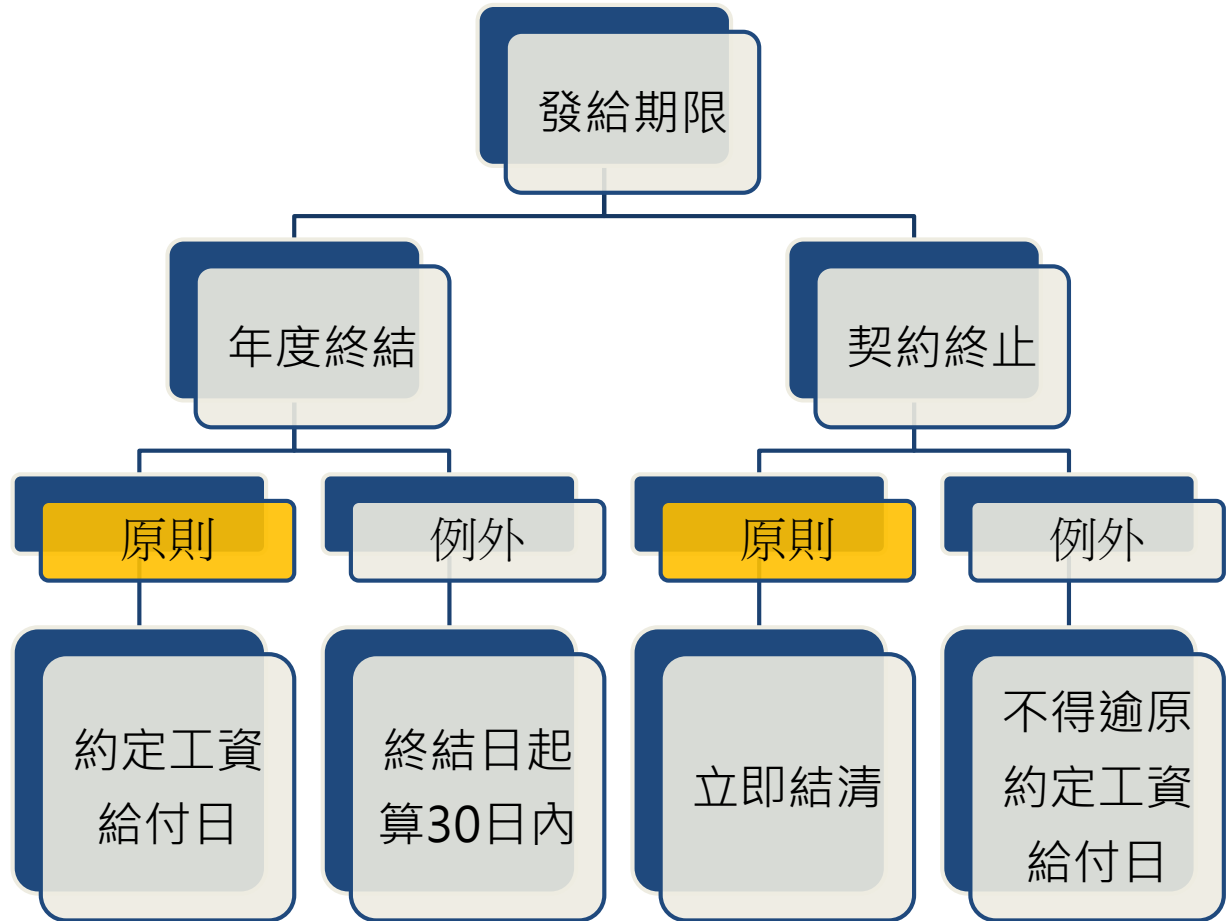 發給期限
年度終結
契約終止
原則
例外
原則
例外
約定工資
給付日
終結日起
算30日內
立即結清
不得逾原
約定工資
給付日